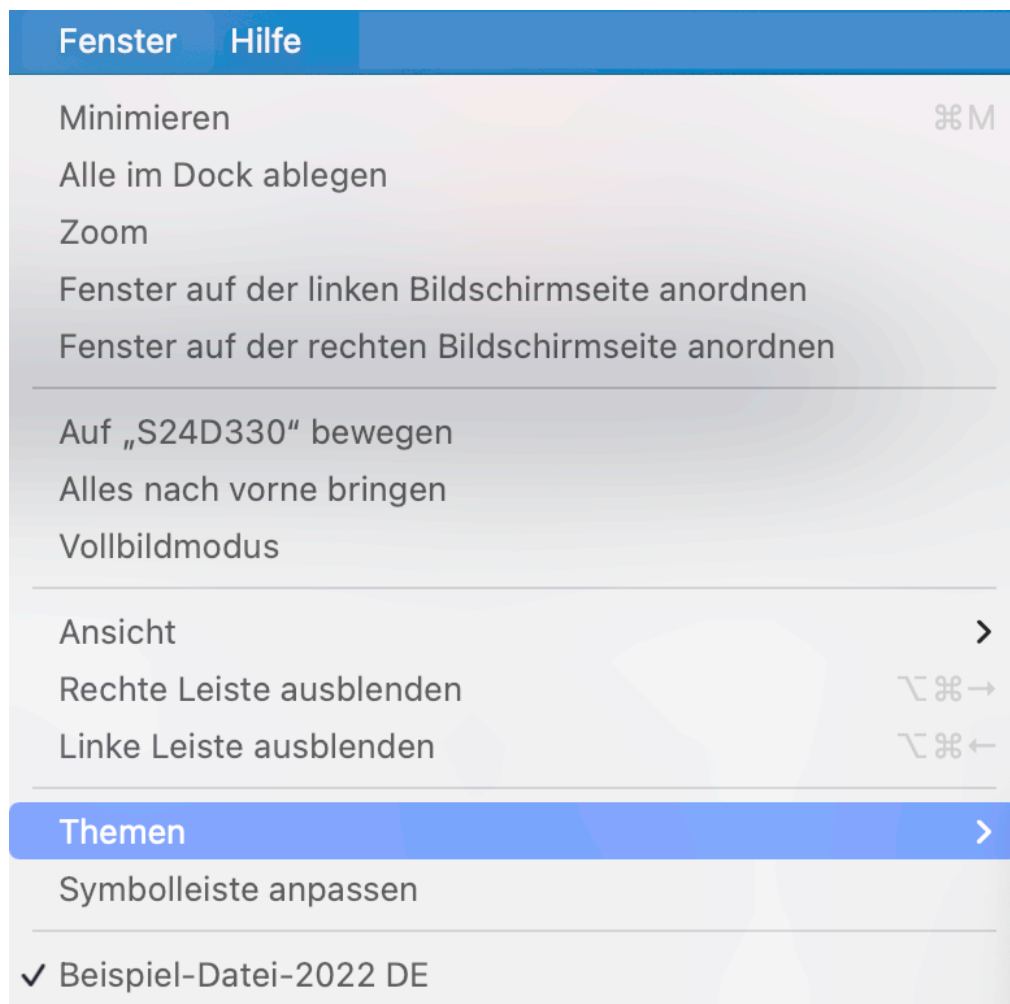 Fenster Hilfe
Minimieren ⌘M
Alle im Dock ablegen
Zoom
Fenster auf der linken Bildschirmseite anordnen
Fenster auf der rechten Bildschirmseite anordnen
Auf „S24D330“ bewegen
Alles nach vorne bringen
Vollbildmodus
Ansicht
Rechte Leiste ausblenden ⌥⌘→
Linke Leiste ausblenden ⌥⌘←
Themen
Symbolleiste anpassen
✓ Beispiel-Datei-2022 DE